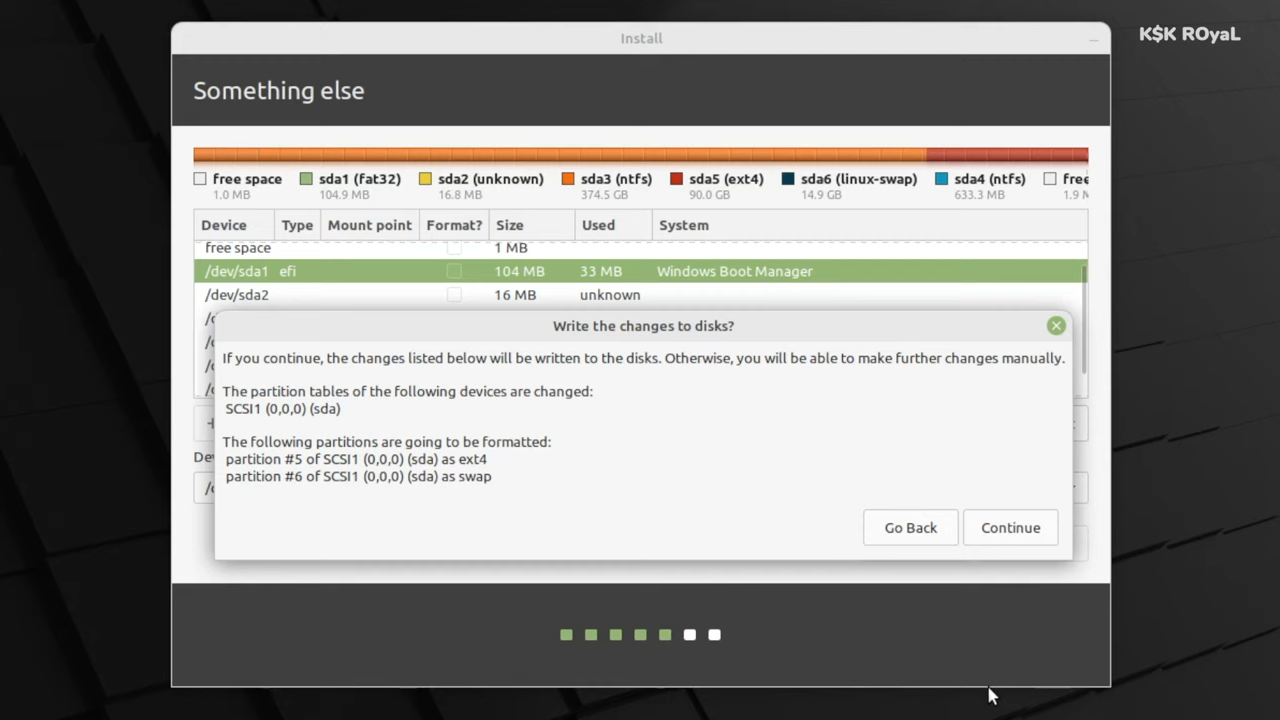 K$K ROyaL
Install
Something else
free space sda1 (fat32) sda2 (unknown) sda3 (ntfs) sda5 (ext4) sda6 (linux-swap) sda4 (ntfs) free
1.0 MB 104.9 MB 16.8 MB 374.5 GB 90.0 GB 14.9 GB 633.3 MB 1.9
Device Type Mount point Format? Size Used System
free space 1 MB
/dev/sda1 efi 104 MB 33 MB Windows Boot Manager
/dev/sda2 16 MB unknown
Write the changes to disks?
If you continue, the changes listed below will be written to the disks. Otherwise, you will be able to make further changes manually.
The partition tables of the following devices are changed:
SCSI1 (0,0,0) (sda)
The following partitions are going to be formatted:
partition #5 of SCSI1 (0,0,0) (sda) as ext4
partition #6 of SCSI1 (0,0,0) (sda) as swap
Go Back Continue